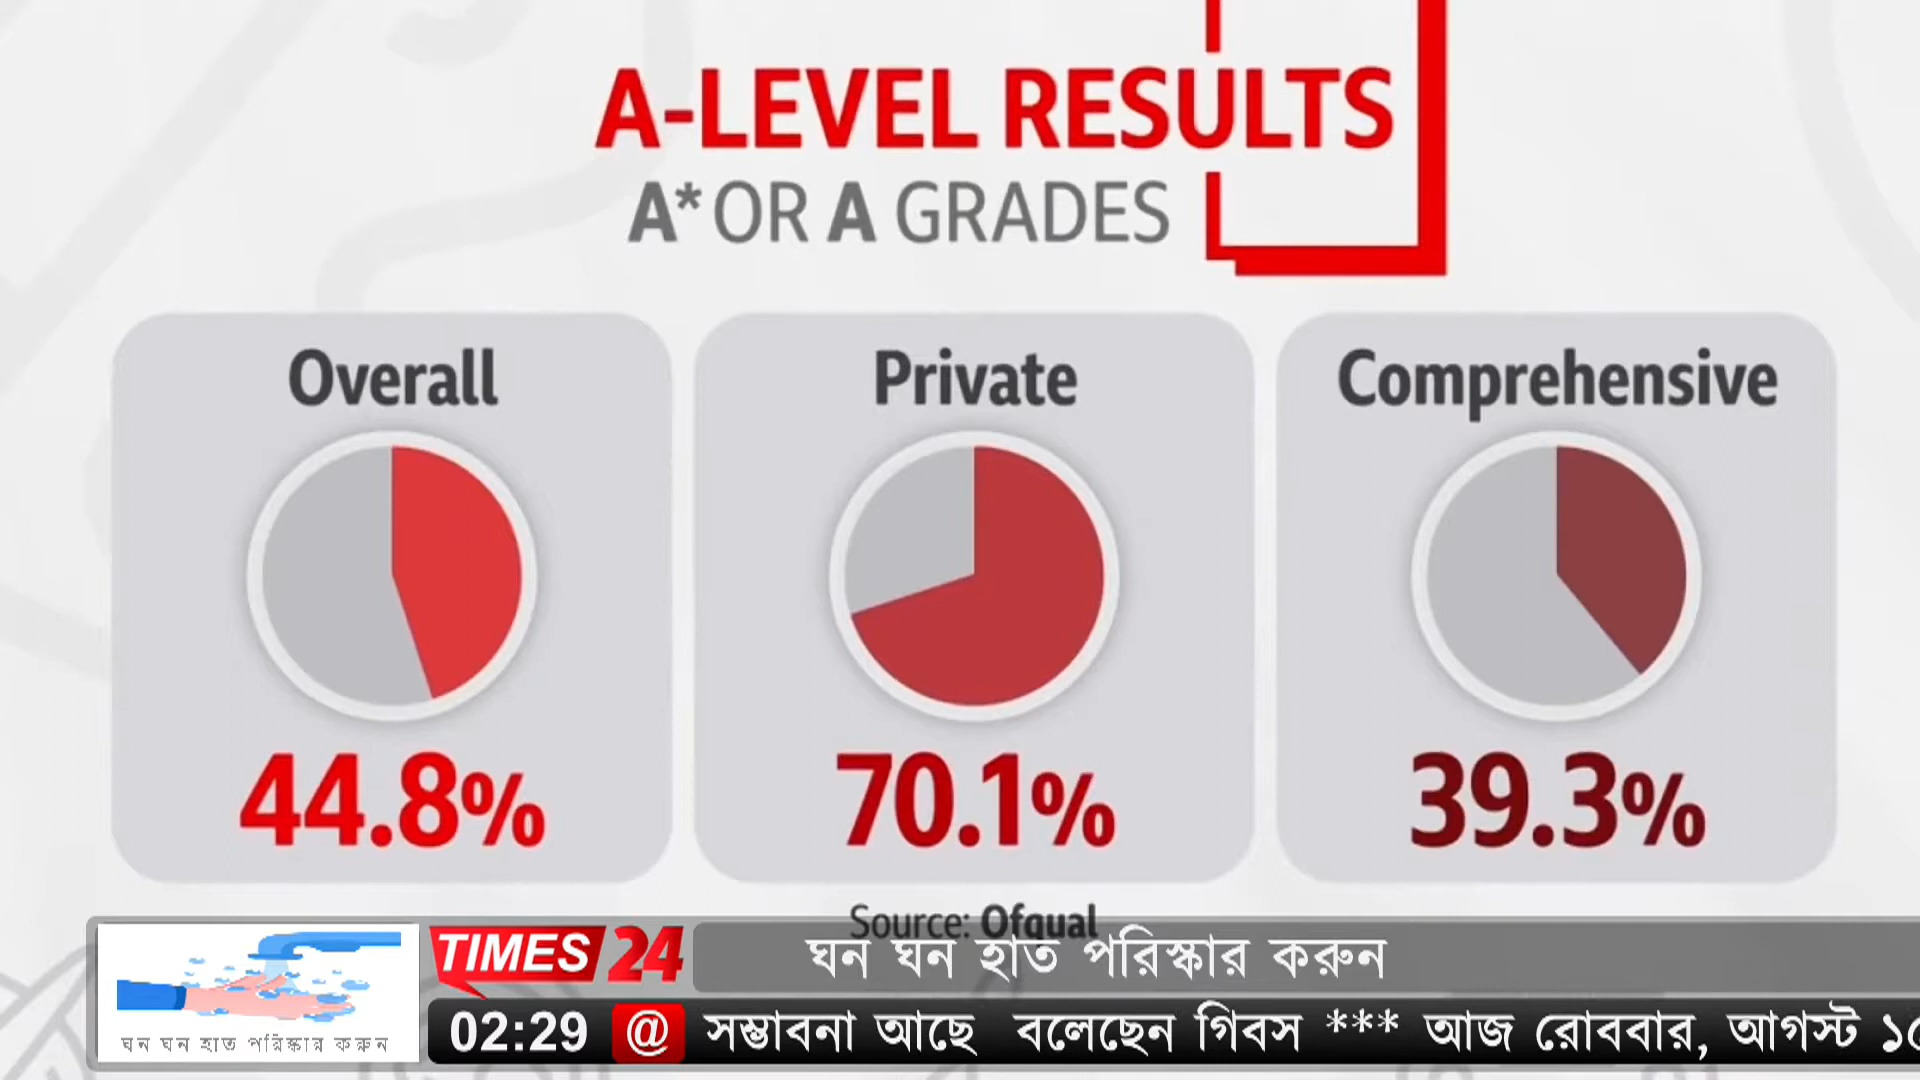 A-LEVEL RESULTS
A* OR A GRADES
Overall
Private
Comprehensive
44.8%
70.1%
39.3%
Source: Ofqual
TIMES 24
ঘন ঘন হাত পরিস্কার করুন
ঘন ঘন হাত পরিস্কার করুন
02:29 @ সম্ভাবনা আছে বলেছেন গিবস *** আজ রোববার, আগস্ট